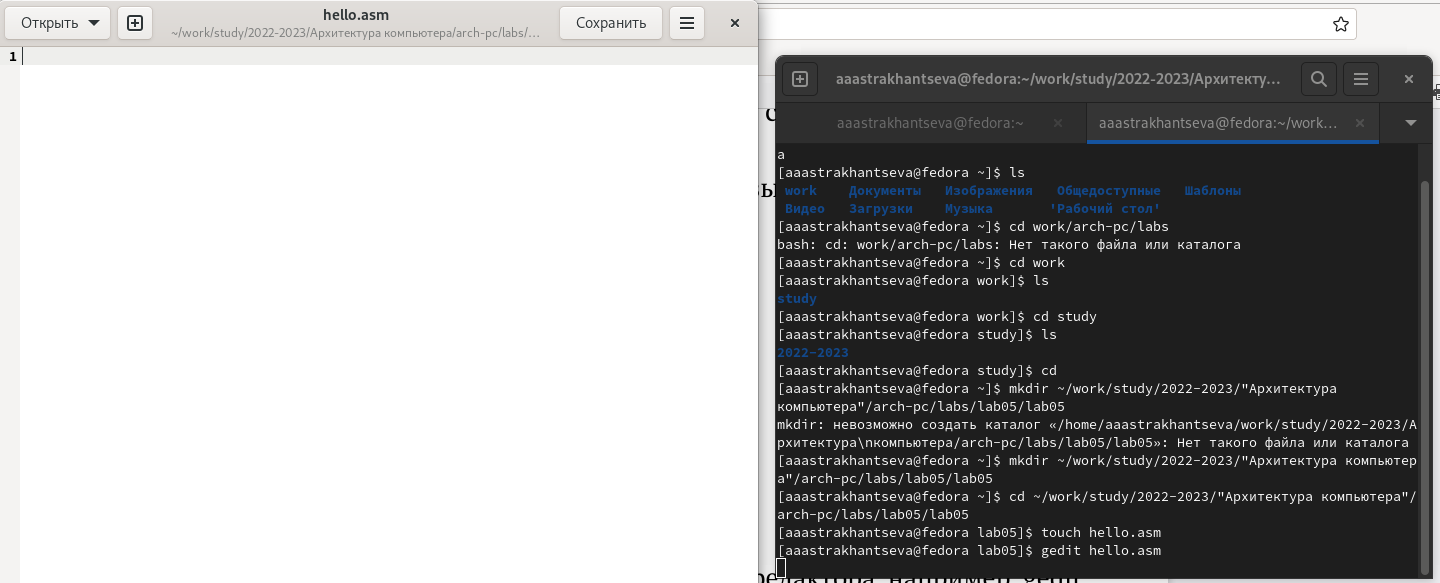 Открыть
hello.asm
~/work/study/2022-2023/Архитектура компьютера/arch-pc/labs/…
Сохранить
1
aaastrakhantseva@fedora:~/work/study/2022-2023/Архитекту…
aaastrakhantseva@fedora:~
aaastrakhantseva@fedora:~/work…
a
[aaastrakhantseva@fedora ~]$ ls
work Документы Изображения Общедоступные Шаблоны
Видео Загрузки Музыка 'Рабочий стол'
[aaastrakhantseva@fedora ~]$ cd work/arch-pc/labs
bash: cd: work/arch-pc/labs: Нет такого файла или каталога
[aaastrakhantseva@fedora ~]$ cd work
[aaastrakhantseva@fedora work]$ ls
study
[aaastrakhantseva@fedora work]$ cd study
[aaastrakhantseva@fedora study]$ ls
2022-2023
[aaastrakhantseva@fedora study]$ cd
[aaastrakhantseva@fedora ~]$ mkdir ~/work/study/2022-2023/"Архитектура
компьютера"/arch-pc/labs/lab05/lab05
mkdir: невозможно создать каталог «/home/aaastrakhantseva/work/study/2022-2023/А
рхитектура\nкомпьютера/arch-pc/labs/lab05/lab05»: Нет такого файла или каталога
[aaastrakhantseva@fedora ~]$ mkdir ~/work/study/2022-2023/"Архитектура компьютер
а"/arch-pc/labs/lab05/lab05
[aaastrakhantseva@fedora ~]$ cd ~/work/study/2022-2023/"Архитектура компьютера"/
arch-pc/labs/lab05/lab05
[aaastrakhantseva@fedora lab05]$ touch hello.asm
[aaastrakhantseva@fedora lab05]$ gedit hello.asm